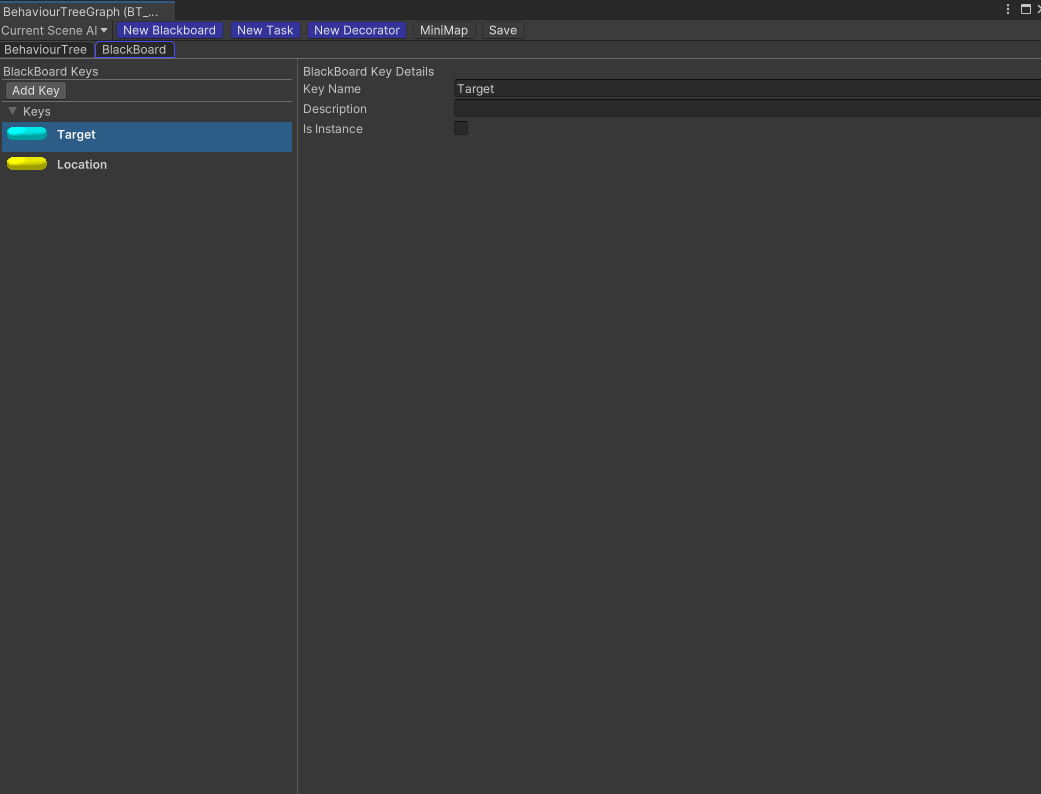 BehaviourTreeGraph (BT_...
Current Scene AI New Blackboard New Task New Decorator MiniMap Save
BehaviourTree BlackBoard
BlackBoard Keys
Add Key
Keys
Target
Location
BlackBoard Key Details
Key Name Target
Description
Is Instance